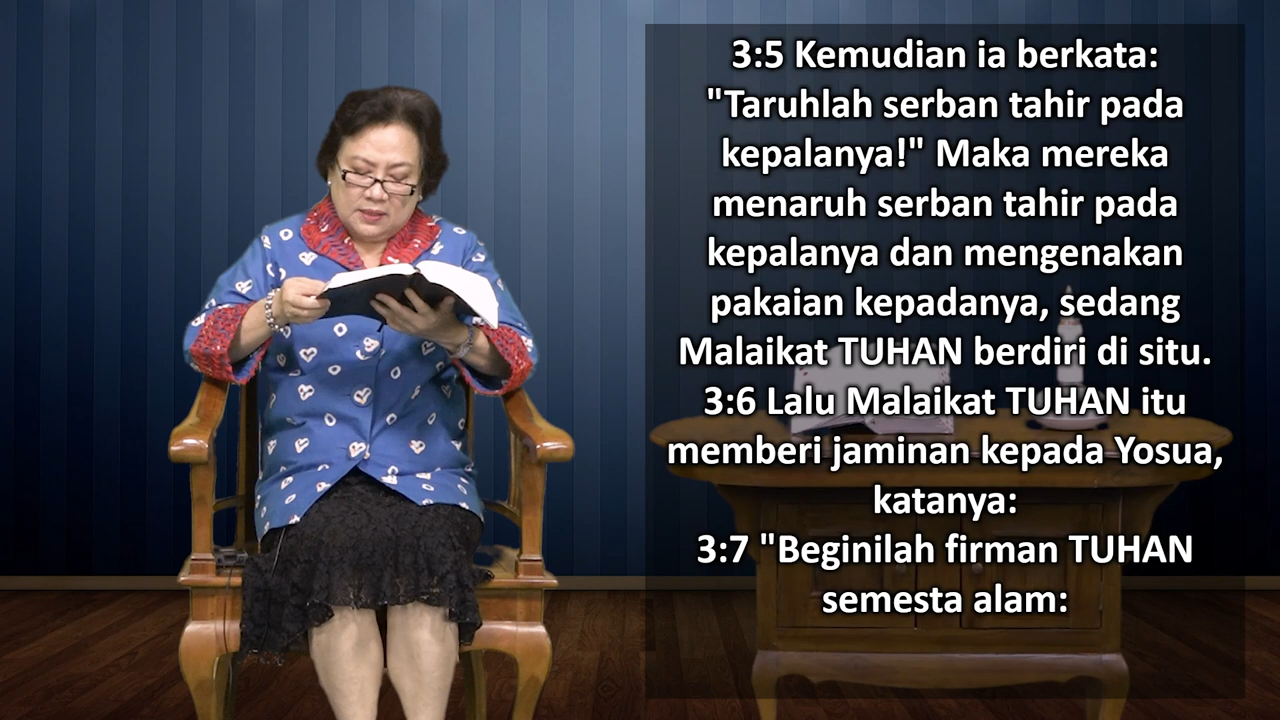 3:5 Kemudian ia berkata:
"Taruhlah serban tahir pada
kepalanya!" Maka mereka
menaruh serban tahir pada
kepalanya dan mengenakan
pakaian kepadanya, sedang
Malaikat TUHAN berdiri di situ.
3:6 Lalu Malaikat TUHAN itu
memberi jaminan kepada Yosua,
katanya:
3:7 "Beginilah firman TUHAN
semesta alam: